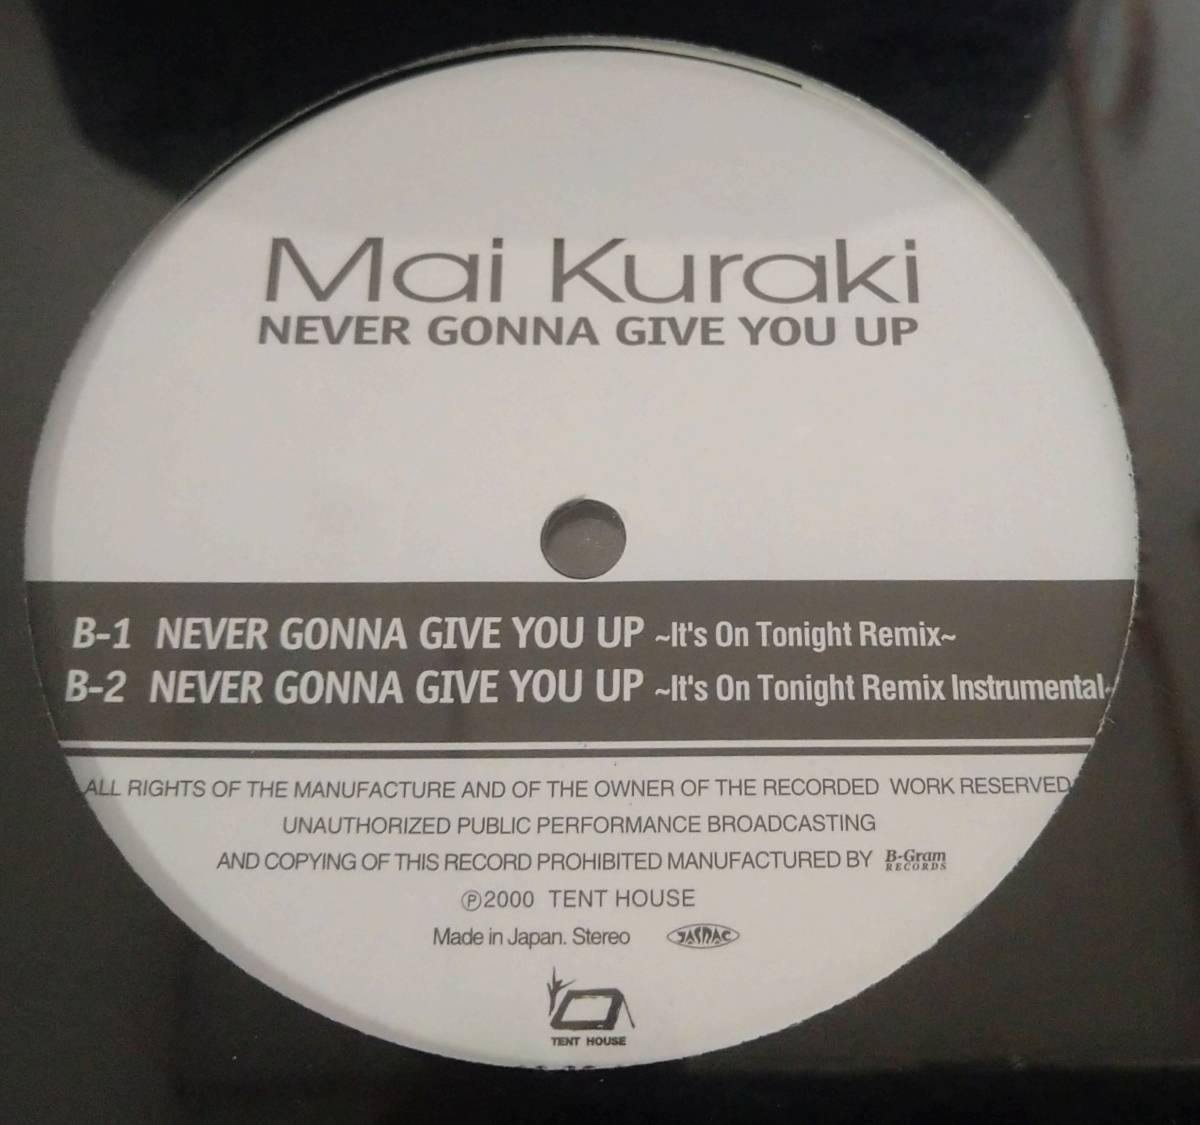 Mai Kuraki
NEVER GONNA GIVE YOU UP
B-1 NEVER GONNA GIVE YOU UP ~It's On Tonight Remix~
B-2 NEVER GONNA GIVE YOU UP ~It's On Tonight Remix Instrumental~
ALL RIGHTS OF THE MANUFACTURE AND OF THE OWNER OF THE RECORDED WORK RESERVED
UNAUTHORIZED PUBLIC PERFORMANCE BROADCASTING
AND COPYING OF THIS RECORD PROHIBITED MANUFACTURED BY B-Gram RECORDS
Ⓟ2000 TENT HOUSE
Made in Japan. Stereo JASRAC
TENT HOUSE